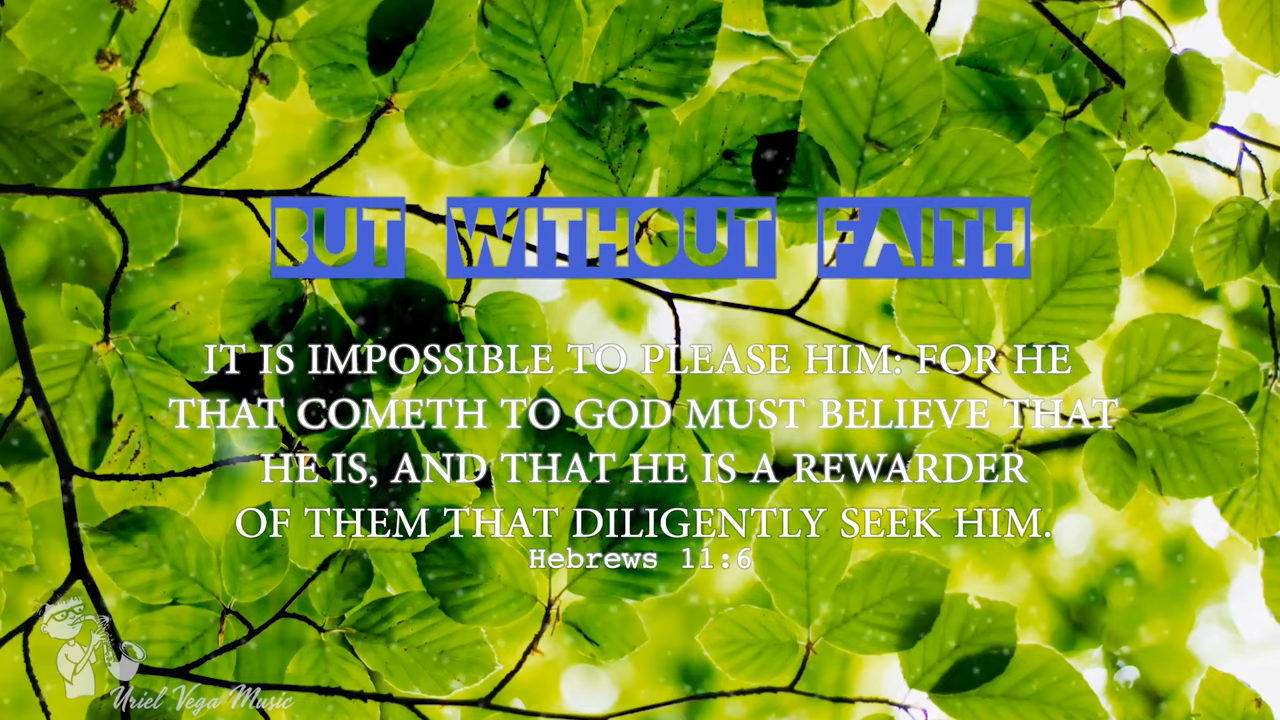 BUT WITHOUT FAITH
IT IS IMPOSSIBLE TO PLEASE HIM: FOR HE
THAT COMETH TO GOD MUST BELIEVE THAT
HE IS, AND THAT HE IS A REWARDER
OF THEM THAT DILIGENTLY SEEK HIM.
Hebrews 11:6
Uriel Vega Music